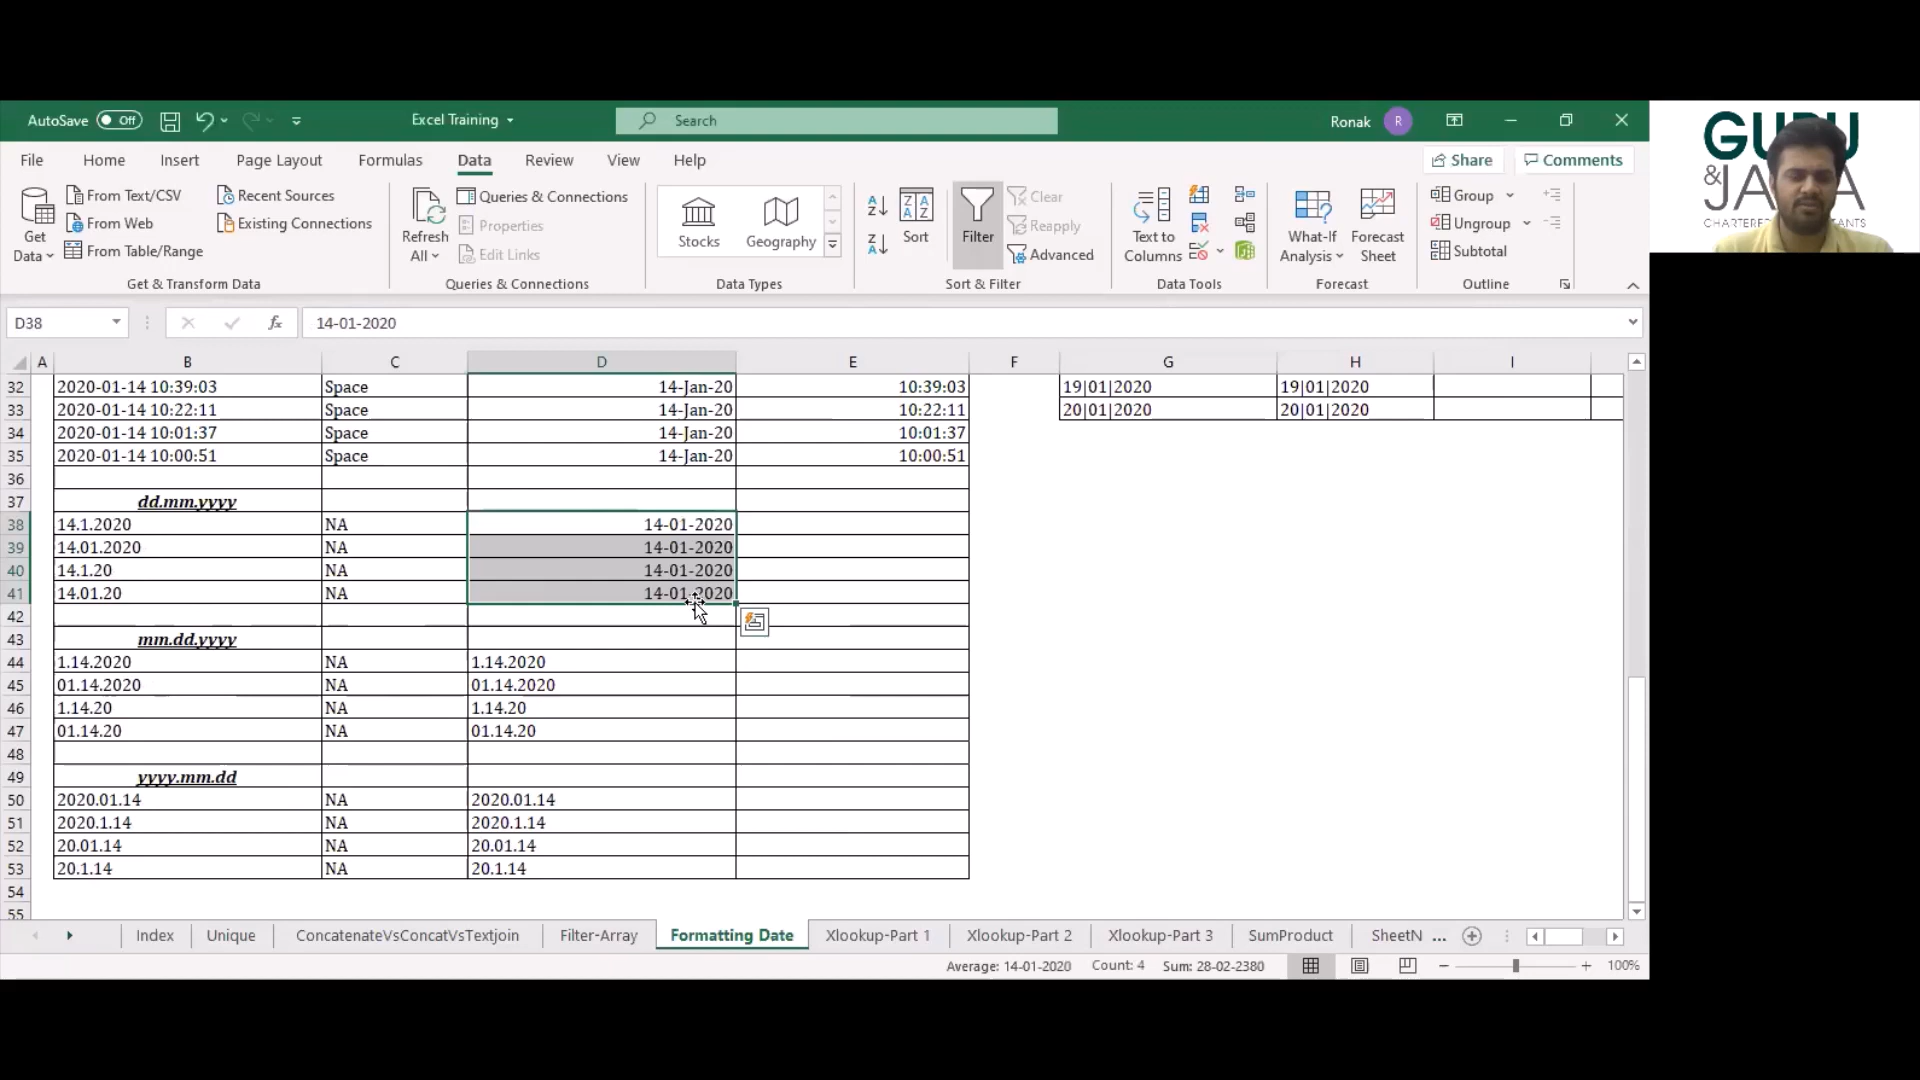 AutoSave Off Excel Training Search Ronak R
File Home Insert Page Layout Formulas Data Review View Help Share Comments
Get Data From Text/CSV From Web From Table/Range Recent Sources Existing Connections
Get & Transform Data
Refresh All Queries & Connections Properties Edit Links
Queries & Connections
Stocks Geography
Data Types
Sort Filter Clear Reapply Advanced
Sort & Filter
Text to Columns
Data Tools
What-If Analysis Forecast Sheet
Forecast
Group Ungroup Subtotal
Outline
GURU
&
D38 fx 14-01-2020
A B C D E F G H I
32 2020-01-14 10:39:03 Space 14-Jan-20 10:39:03 19|01|2020 19|01|2020
33 2020-01-14 10:22:11 Space 14-Jan-20 10:22:11 20|01|2020 20|01|2020
34 2020-01-14 10:01:37 Space 14-Jan-20 10:01:37
35 2020-01-14 10:00:51 Space 14-Jan-20 10:00:51
36
37 dd.mm.yyyy
38 14.1.2020 NA 14-01-2020
39 14.01.2020 NA 14-01-2020
40 14.1.20 NA 14-01-2020
41 14.01.20 NA 14-01-2020
42
43 mm.dd.yyyy
44 1.14.2020 NA 1.14.2020
45 01.14.2020 NA 01.14.2020
46 1.14.20 NA 1.14.20
47 01.14.20 NA 01.14.20
48
49 yyyy.mm.dd
50 2020.01.14 NA 2020.01.14
51 2020.1.14 NA 2020.1.14
52 20.01.14 NA 20.01.14
53 20.1.14 NA 20.1.14
54
55
Index Unique ConcatenateVsConcatVsTextjoin Filter-Array Formatting Date Xlookup-Part 1 Xlookup-Part 2 Xlookup-Part 3 SumProduct SheetN ...
Average: 14-01-2020 Count: 4 Sum: 28-02-2380 100%